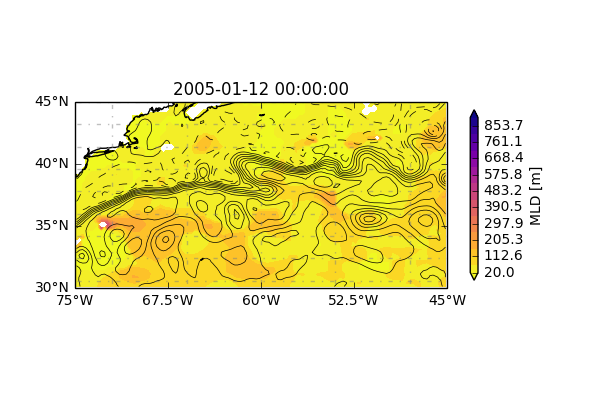 2005-01-12 00:00:00
45°N
40°N
35°N
30°N
75°W
67.5°W
60°W
52.5°W
45°W
853.7
761.1
668.4
575.8
483.2
390.5
297.9
205.3
112.6
20.0
MLD [m]